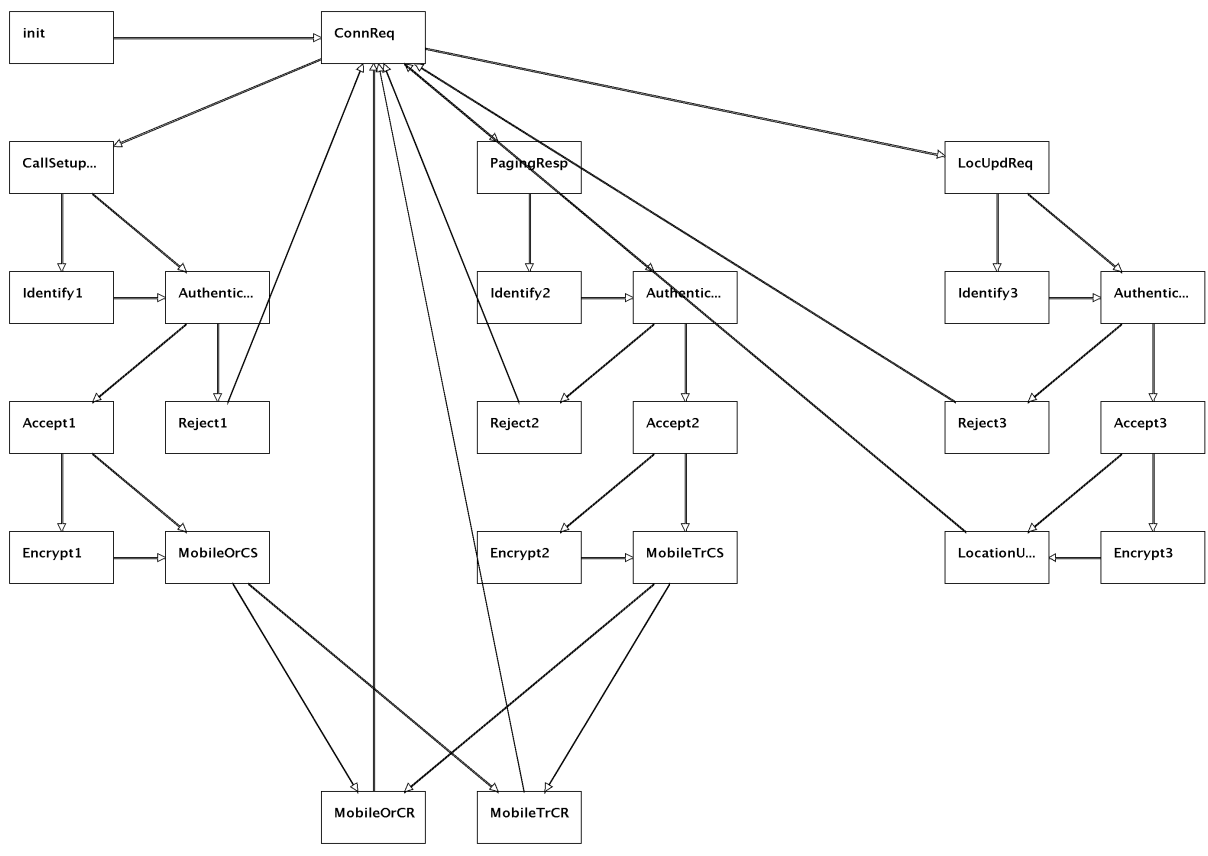 init
ConnReq
CallSetup...
PagingResp
LocUpdReq
Identify1
Authentic...
Identify2
Authentic...
Identify3
Authentic...
Accept1
Reject1
Reject2
Accept2
Reject3
Accept3
Encrypt1
MobileOrCS
Encrypt2
MobileTrCS
LocationU...
Encrypt3
MobileOrCR
MobileTrCR